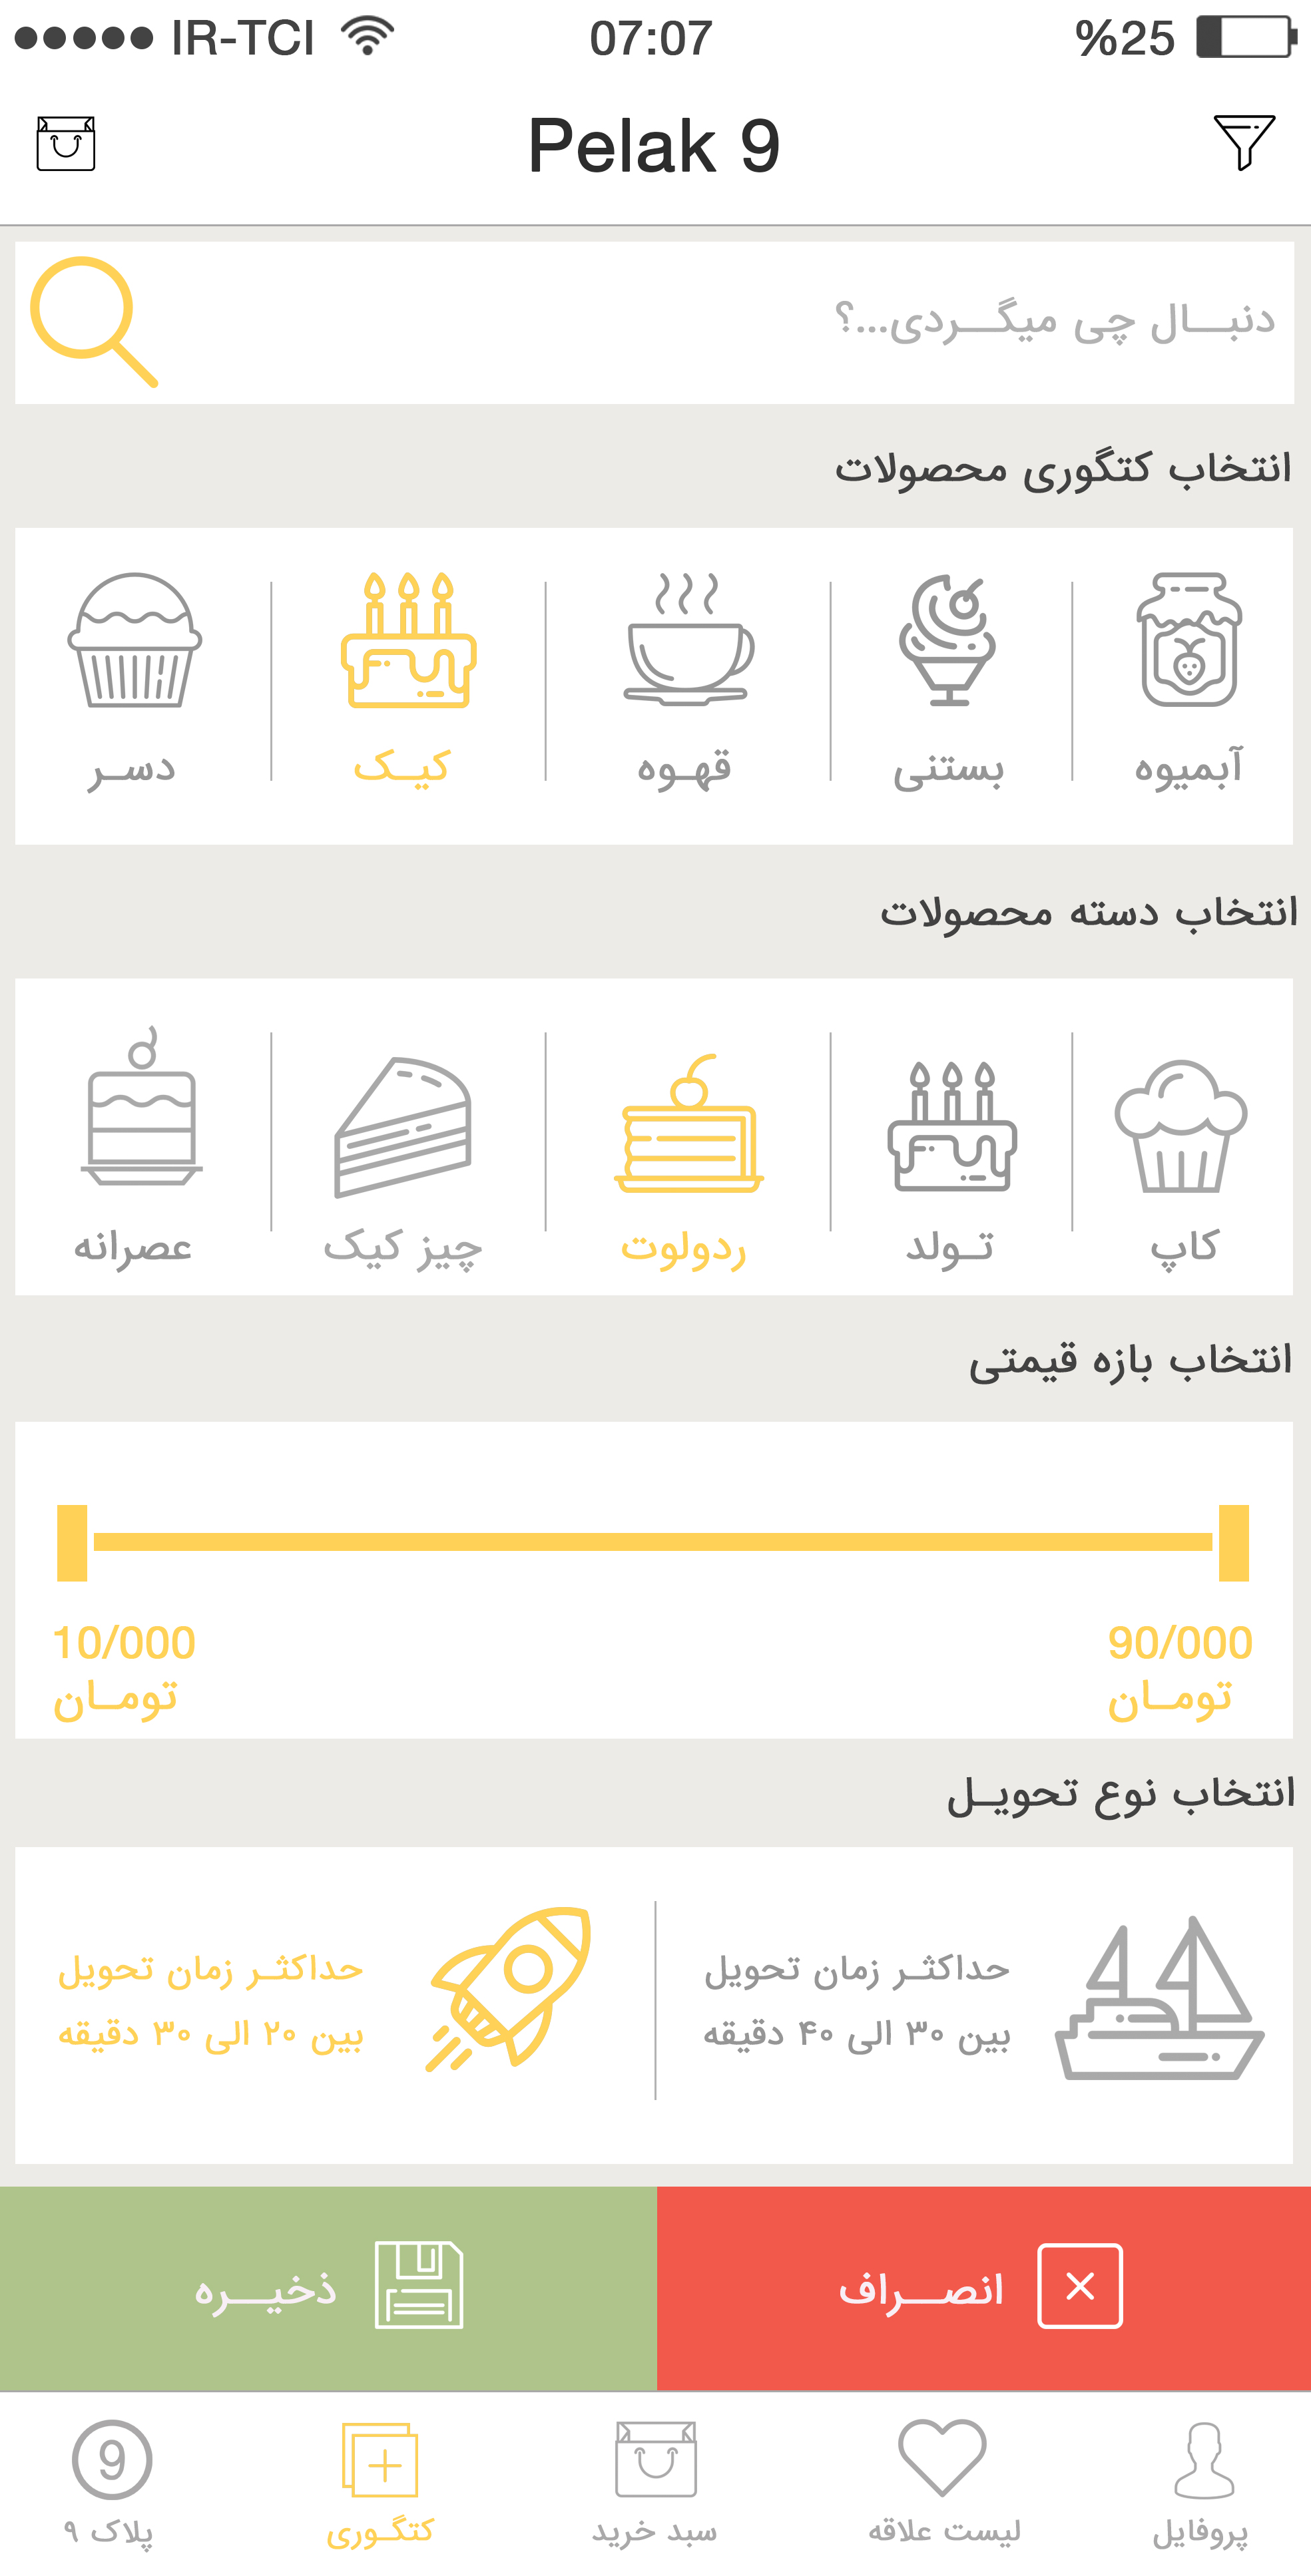 IR-TCI 07:07 %25
Pelak 9
دنبـــال چی میگـــردی...؟
انتخاب کتگوری محصولات
آبمیوه
بستنی
قهـوه
کیـک
دسـر
انتخاب دسته محصولات
کاپ
تـولد
ردولوت
چیز کیک
عصرانه
انتخاب بازه قیمتی
90/000
تومـان
10/000
تومـان
انتخاب نوع تحویـل
حداکثـر زمان تحویل
بین ۳۰ الی ۴۰ دقیقه
حداکثـر زمان تحویل
بین ۲۰ الی ۳۰ دقیقه
انصـــراف
ذخیـــره
پروفایل
لیست علاقه
سبد خرید
کتگـوری
9
پلاک ۹